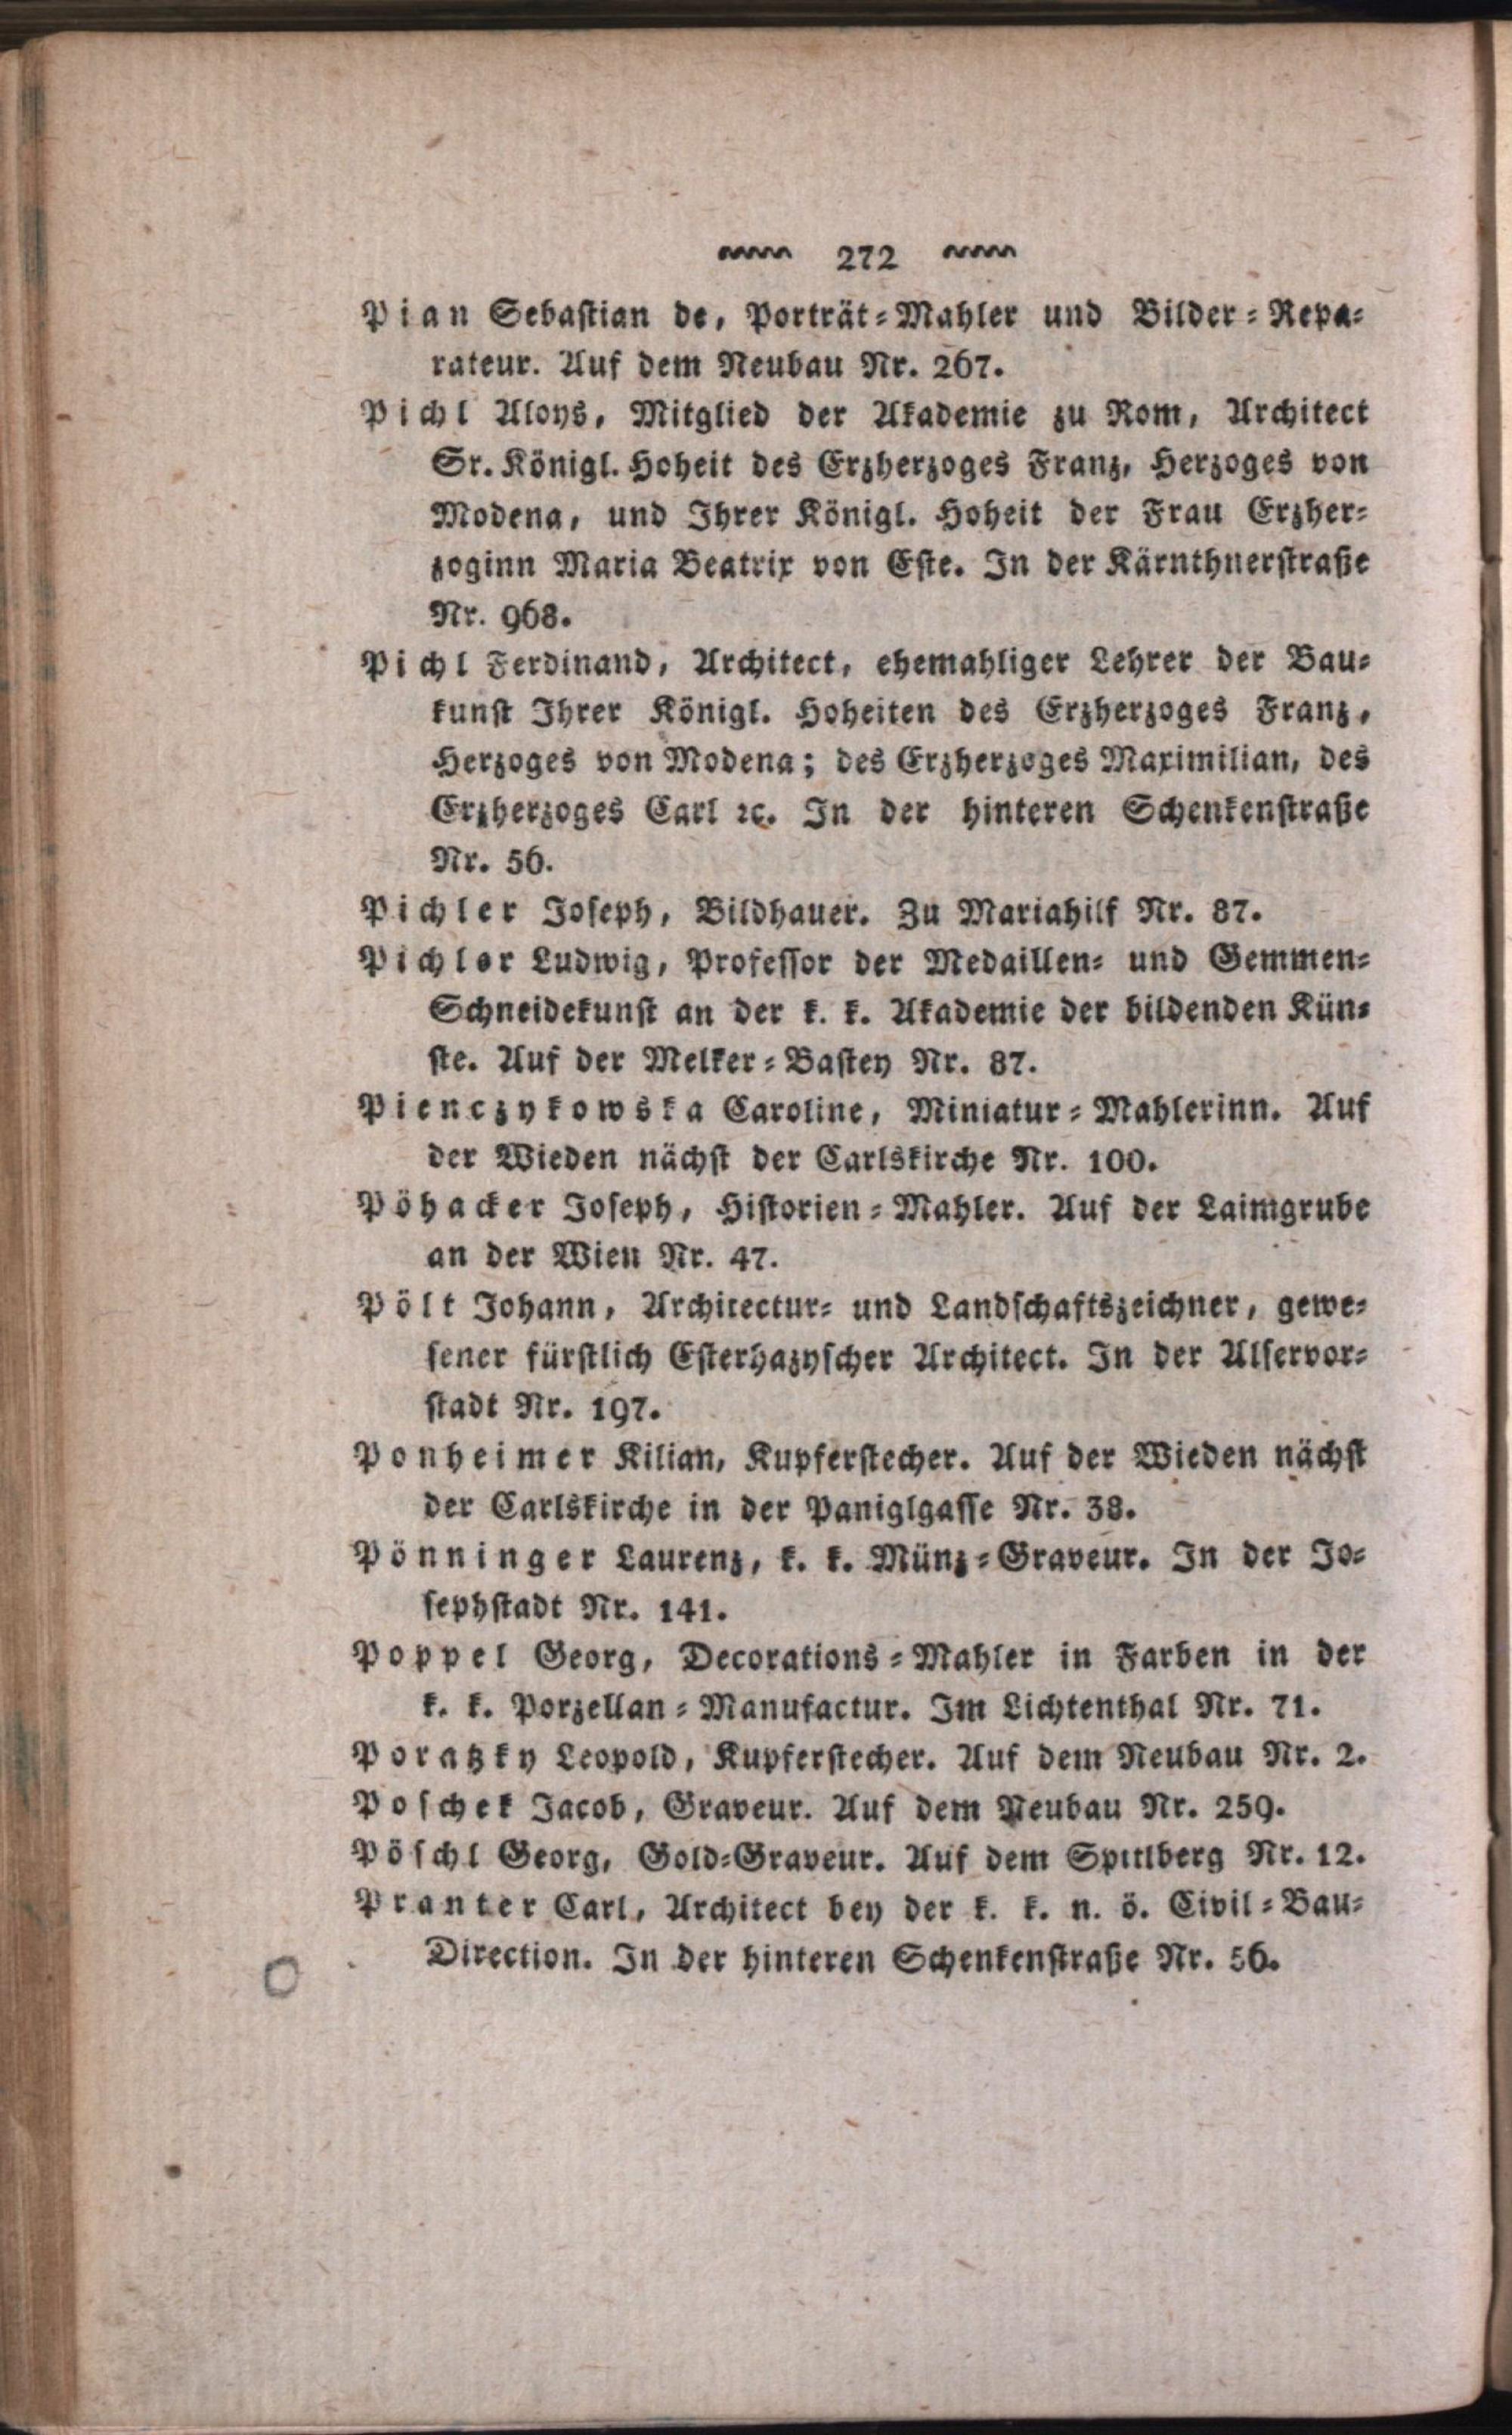 272
Pian Sebastian de, Porträt-Mahler und Bilder-Repa-
rateur. Auf dem Neubau Nr. 267.
Pichl Aloys, Mitglied der Akademie zu Rom, Architect
Sr. Königl. Hoheit des Erzherzoges Franz, Herzoges von
Modena, und Ihrer Königl. Hoheit der Frau Erzher-
zoginn Maria Beatrix von Este. In der Kärnthnerstraße
Nr. 968.
Pichl Ferdinand, Architect, ehemahliger Lehrer der Bau-
kunst Ihrer Königl. Hoheiten des Erzherzoges Franz,
Herzoges von Modena; des Erzherzoges Maximilian, des
Erzherzoges Carl ꝛc. In der hinteren Schenkenstraße
Nr. 56.
Pichler Joseph, Bildhauer. Zu Mariahilf Nr. 87.
Pichler Ludwig, Professor der Medaillen- und Gemmen-
Schneidekunst an der k. k. Akademie der bildenden Kün-
ste. Auf der Melker-Bastey Nr. 87.
Pienczykowska Caroline, Miniatur-Mahlerinn. Auf
der Wieden nächst der Carlskirche Nr. 100.
Pöhacker Joseph, Historien-Mahler. Auf der Laimgrube
an der Wien Nr. 47.
Pölt Johann, Architectur- und Landschaftszeichner, gewe-
sener fürstlich Esterhazyscher Architect. In der Alservor-
stadt Nr. 197.
Ponheimer Kilian, Kupferstecher. Auf der Wieden nächst
der Carlskirche in der Paniglgasse Nr. 38.
Pönninger Laurenz, k. k. Münz-Graveur. In der Jo-
sephstadt Nr. 141.
Poppel Georg, Decorations-Mahler in Farben in der
k. k. Porzellan-Manufactur. Im Lichtenthal Nr. 71.
Poratzky Leopold, Kupferstecher. Auf dem Neubau Nr. 2.
Poschek Jacob, Graveur. Auf dem Neubau Nr. 259.
Pöschl Georg, Gold-Graveur. Auf dem Spitlberg Nr. 12.
Pranter Carl, Architect bey der k. k. n. ö. Civil-Bau-
Direction. In der hinteren Schenkenstraße Nr. 56.